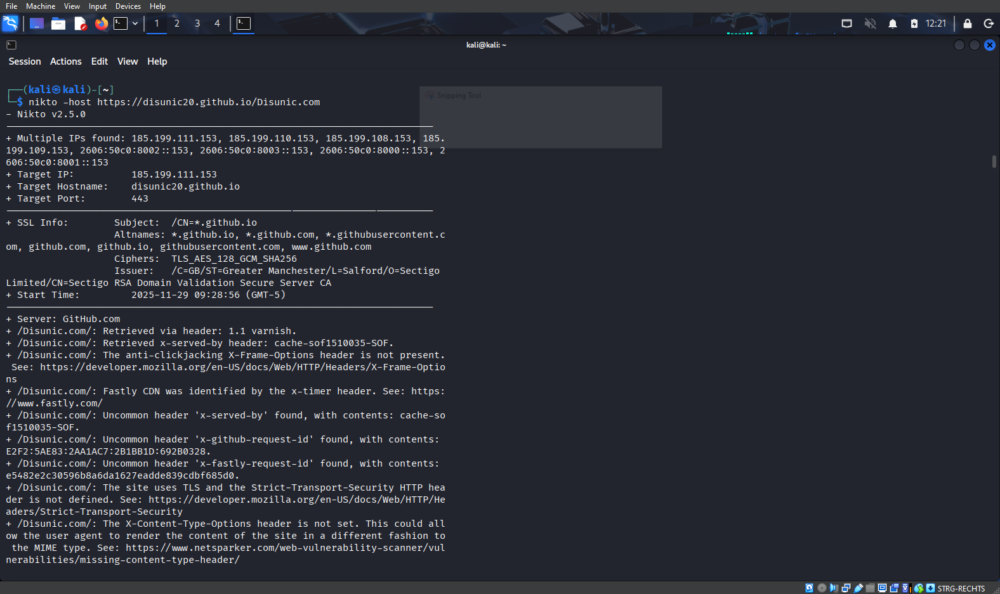 File Machine View Input Devices Help
1 2 3 4 12:21
kali@kali: ~
Session Actions Edit View Help
┌──(kali㉿kali)-[~]
└─$ nikto -host https://disunic20.github.io/Disunic.com
- Nikto v2.5.0
Snipping Tool
+ Multiple IPs found: 185.199.111.153, 185.199.110.153, 185.199.108.153, 185.
199.109.153, 2606:50c0:8002::153, 2606:50c0:8003::153, 2606:50c0:8000::153, 2
606:50c0:8001::153
+ Target IP: 185.199.111.153
+ Target Hostname: disunic20.github.io
+ Target Port: 443
+ SSL Info: Subject: /CN=*.github.io
Altnames: *.github.io, *.github.com, *.githubusercontent.c
om, github.com, github.io, githubusercontent.com, www.github.com
Ciphers: TLS_AES_128_GCM_SHA256
Issuer: /C=GB/ST=Greater Manchester/L=Salford/O=Sectigo
Limited/CN=Sectigo RSA Domain Validation Secure Server CA
+ Start Time: 2025-11-29 09:28:56 (GMT-5)
+ Server: GitHub.com
+ /Disunic.com/: Retrieved via header: 1.1 varnish.
+ /Disunic.com/: Retrieved x-served-by header: cache-sof1510035-SOF.
+ /Disunic.com/: The anti-clickjacking X-Frame-Options header is not present.
See: https://developer.mozilla.org/en-US/docs/Web/HTTP/Headers/X-Frame-Optio
ns
+ /Disunic.com/: Fastly CDN was identified by the x-timer header. See: https:
//www.fastly.com/
+ /Disunic.com/: Uncommon header 'x-served-by' found, with contents: cache-so
f1510035-SOF.
+ /Disunic.com/: Uncommon header 'x-github-request-id' found, with contents:
E2F2:5AE83:2AA1AC7:2B1BB1D:692B0328.
+ /Disunic.com/: Uncommon header 'x-fastly-request-id' found, with contents:
e5482e2c30596b8a6da1627eadde839cdbf685d0.
+ /Disunic.com/: The site uses TLS and the Strict-Transport-Security HTTP hea
der is not defined. See: https://developer.mozilla.org/en-US/docs/Web/HTTP/He
aders/Strict-Transport-Security
+ /Disunic.com/: The X-Content-Type-Options header is not set. This could all
ow the user agent to render the content of the site in a different fashion to
the MIME type. See: https://www.netsparker.com/web-vulnerability-scanner/vul
nerabilities/missing-content-type-header/
STRG-RECHTS